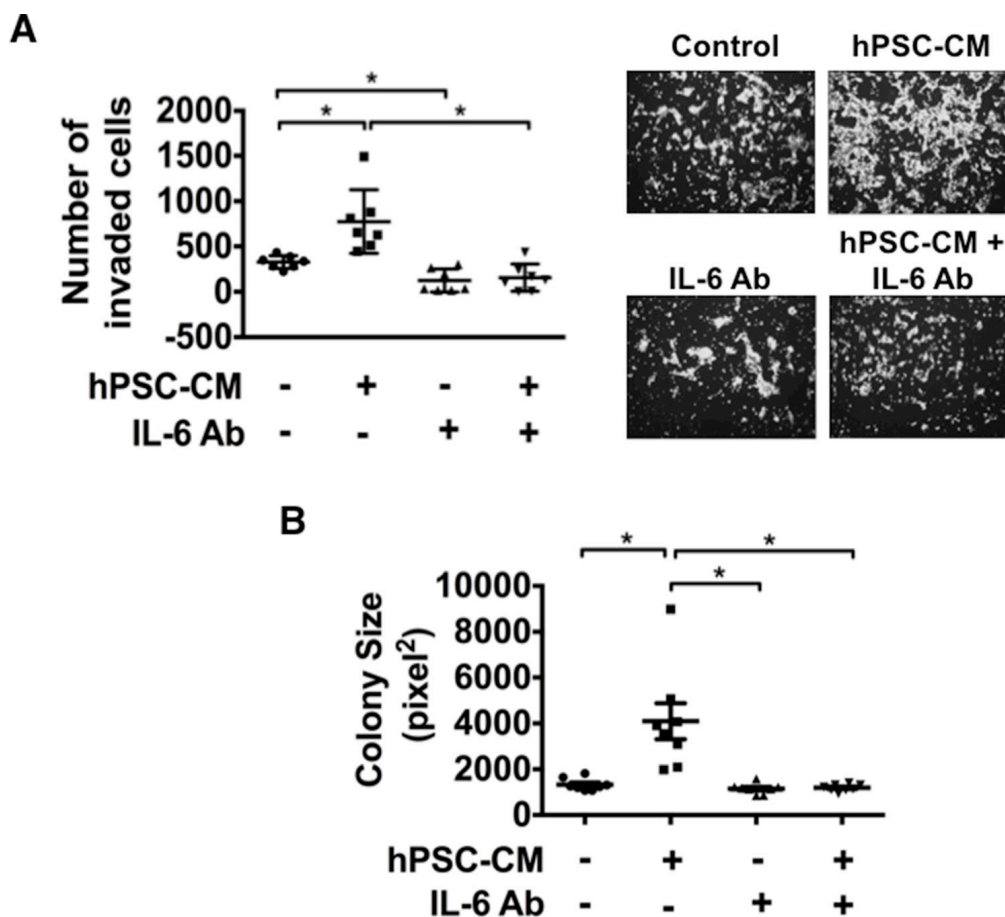 A
Control
hPSC-CM
*
*
*
2000
1500
1000
500
0
-500
Number of
invaded cells
hPSC-CM +
IL-6 Ab
IL-6 Ab
hPSC-CM - + - +
IL-6 Ab - - + +
B
*
*
*
10000
8000
6000
4000
2000
0
Colony Size
(pixel²)
hPSC-CM - + - +
IL-6 Ab - - + +